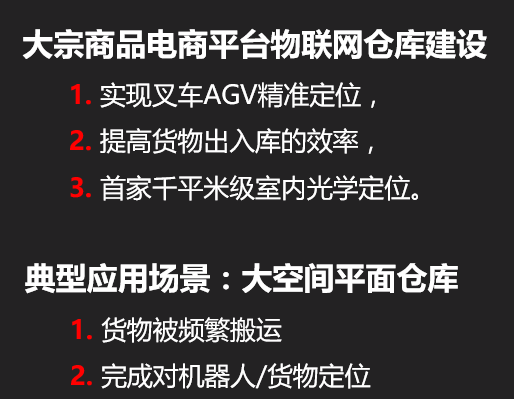 大宗商品电商平台物联网仓库建设
1. 实现叉车AGV精准定位，
2. 提高货物出入库的效率，
3. 首家千平米级室内光学定位。
典型应用场景：大空间平面仓库
1. 货物被频繁搬运
2. 完成对机器人/货物定位